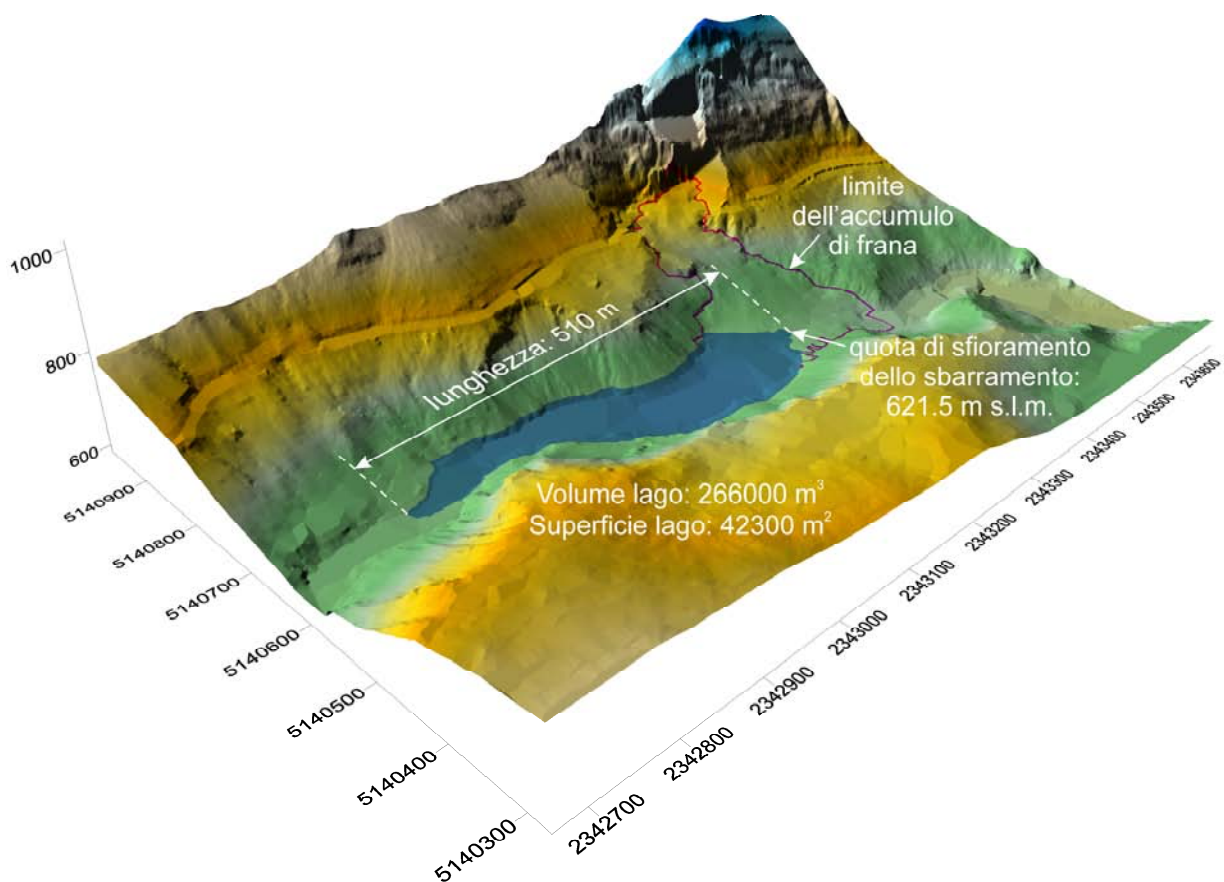 limite
dell'accumulo
di frana
lunghezza: 510 m
quota di sfioramento
dello sbarramento:
621.5 m s.l.m.
Volume lago: 266000 m³
Superficie lago: 42300 m²
1000
800
600
5140900
5140800
5140700
5140600
5140500
5140400
5140300
2342700
2342800
2342900
2343000
2343100
2343200
2343300
2343400
2343500
2343600